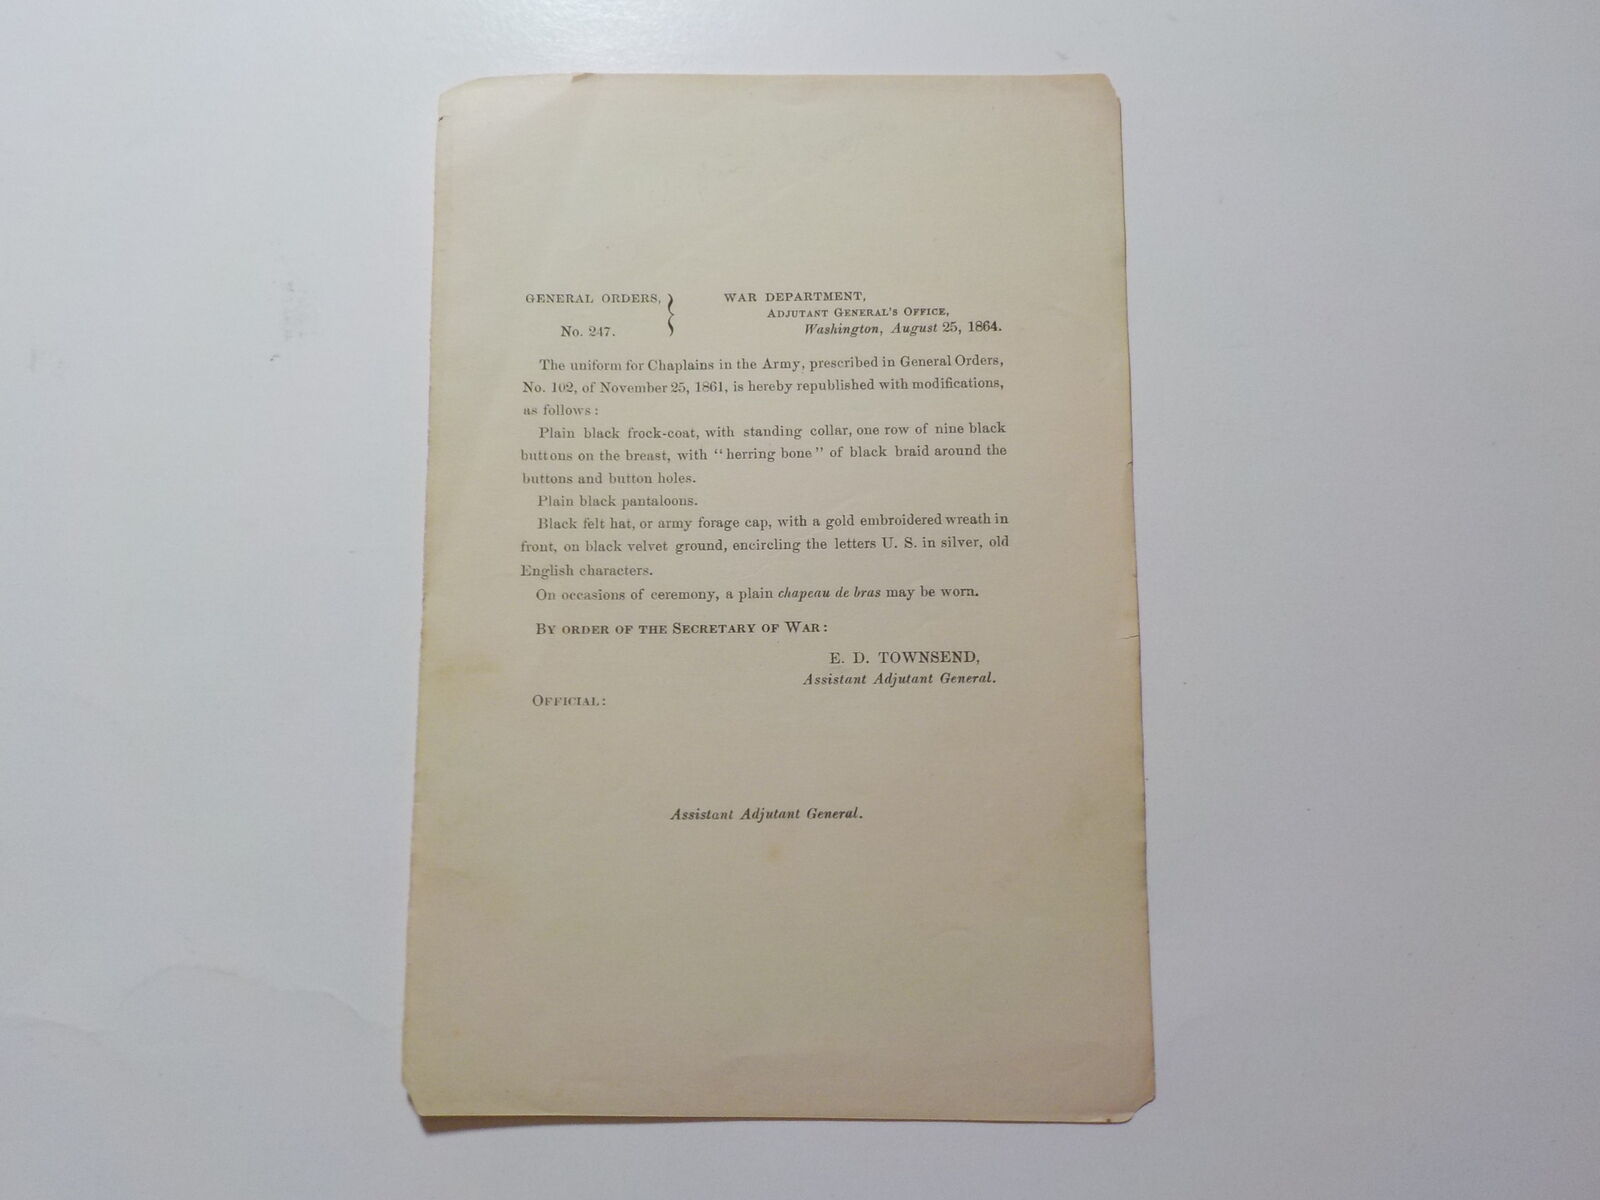 GENERAL ORDERS,
No. 247.
WAR DEPARTMENT,
ADJUTANT GENERAL'S OFFICE,
Washington, August 25, 1864.
The uniform for Chaplains in the Army, prescribed in General Orders,
No. 102, of November 25, 1861, is hereby republished with modifications,
as follows:
Plain black frock-coat, with standing collar, one row of nine black
buttons on the breast, with "herring bone" of black braid around the
buttons and button holes.
Plain black pantaloons.
Black felt hat, or army forage cap, with a gold embroidered wreath in
front, on black velvet ground, encircling the letters U. S. in silver, old
English characters.
On occasions of ceremony, a plain chapeau de bras may be worn.
BY ORDER OF THE SECRETARY OF WAR:
E. D. TOWNSEND,
Assistant Adjutant General.
OFFICIAL:
Assistant Adjutant General.